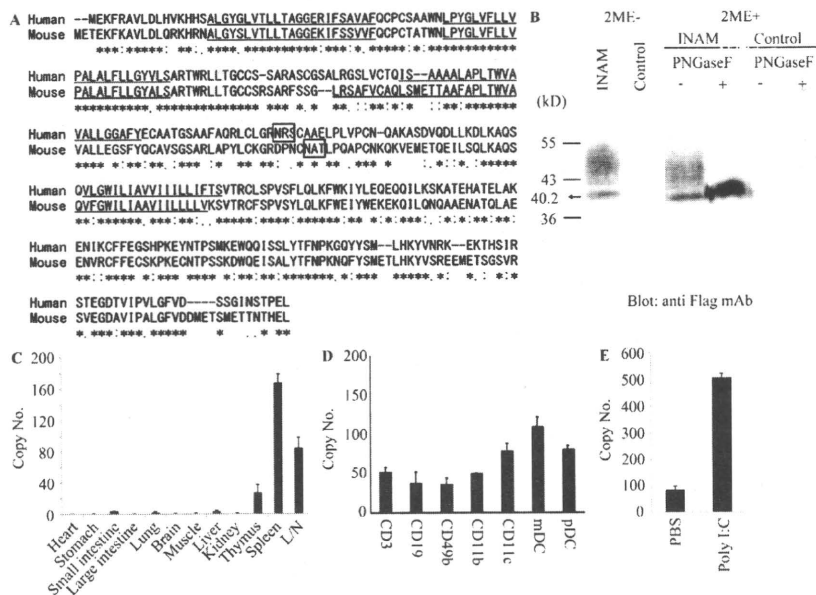 A
Human --MEKFRAVLDLHVKHHSALGYGLVTLLTAGGERIFSAVAFQCPCSAAWNLPYGLVFLLV
Mouse METEKFKAVLDLQRKHRNALGYSLVTLLTAGGEKIFSSVVFQCPCTATWNLPYGLVFLLV
Human PALALFLLGYVLSARTWRLLTGCCS-SARASCGSALRGSLVCTQIS--AAAALAPLTWVA
Mouse PALALFLLGYALSARTWRLLTGCCSRSARFSSG--LRSAFVCAQLSMETTAAFAPLTWVA
Human VALLGGAFYECAATGSAAFAQRLCLGRNRSCAAELPLVPCN-QAKASDVQDLLKDLKAQS
Mouse VALLEGSFYQCAVSGSARLAPYLCKGRDPNCNATLPQAPCNKQKVEMETQEILSQLKAQS
Human QVLGWILIAVVIIILLIFTSVTRCLSPVSFLQLKFWKIYLEQEQQILKSKATEHATELAK
Mouse QVFGWILIAAVIILLLLVKSVTRCFSPVSYLQLKFWEIYWEKEKQILQNQAAENATQLAE
Human ENIKCFFEGSHPKEYNTPSMKEWQQISSLYTFNPKGQYYSM--LHKYVNRK--EKTHSIR
Mouse ENVRCFFECSKPKECNTPSSKDWQEISALYTFNPKNQFYSMETLHKYVSREEMETSGSVR
Human STEGDTVIPVLGFVD----SSGINSTPEL
Mouse SVEGDAVIPALGFVDDMETSMETTNTHEL
B
2ME- 2ME+
INAM Control INAM Control
PNGaseF PNGaseF
- + - +
(kD)
55
43
40.2
36
Blot: anti Flag mAb
C
Copy No.
200
160
120
80
40
0
Heart Stomach Small intestine Large intestine Lung Brain Muscle Liver Kidney Thymus Spleen L/N
D
Copy No.
200
150
100
50
0
CD3 CD19 CD49b CD11b CD11c mDC pDC
E
Copy No.
600
500
400
300
200
100
0
PBS Poly I:C